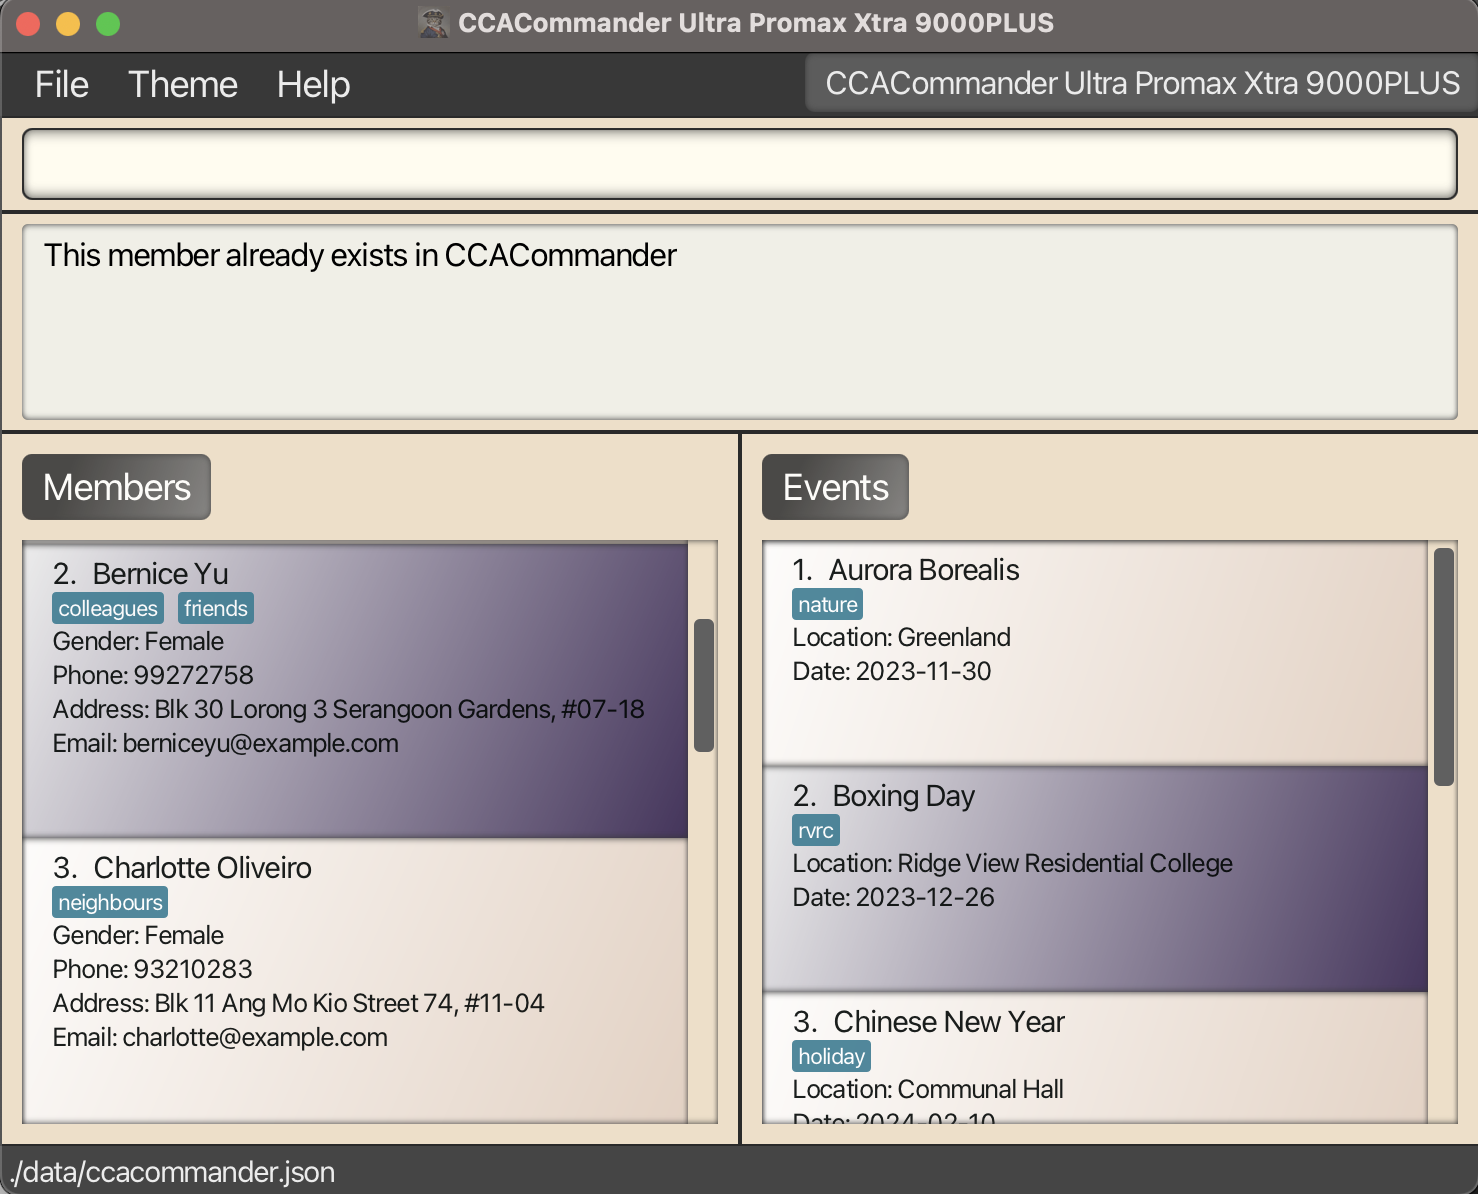 CCACommander Ultra Promax Xtra 9000PLUS
File Theme Help CCACommander Ultra Promax Xtra 9000PLUS
This member already exists in CCACommander
Members
2. Bernice Yu
colleagues friends
Gender: Female
Phone: 99272758
Address: Blk 30 Lorong 3 Serangoon Gardens, #07-18
Email: berniceyu@example.com
3. Charlotte Oliveiro
neighbours
Gender: Female
Phone: 93210283
Address: Blk 11 Ang Mo Kio Street 74, #11-04
Email: charlotte@example.com
Events
1. Aurora Borealis
nature
Location: Greenland
Date: 2023-11-30
2. Boxing Day
rvrc
Location: Ridge View Residential College
Date: 2023-12-26
3. Chinese New Year
holiday
Location: Communal Hall
Date: 2024-02-10
./data/ccacommander.json